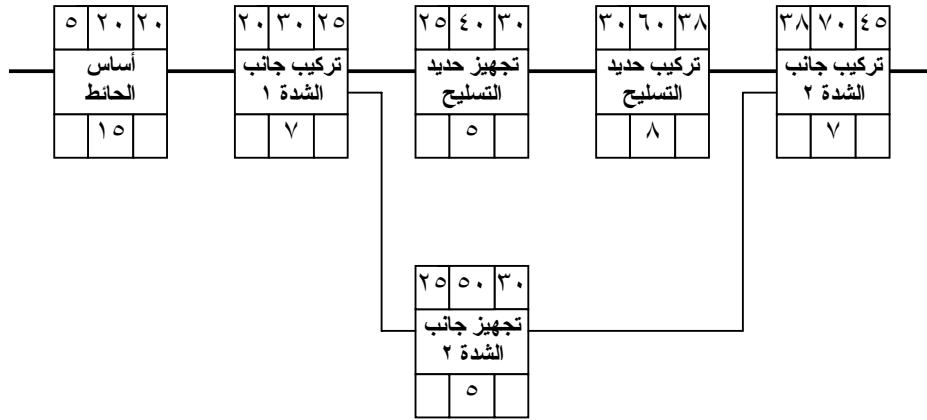 ٥ ٢٠ ٢٠
أساس
الحائط
١٥
٢٠ ٣٠ ٢٥
تركيب جانب
الشدة ١
٧
٢٥ ٤٠ ٣٠
تجهيز حديد
التسليح
٥
٣٠ ٦٠ ٣٨
تركيب حديد
التسليح
٨
٣٨ ٧٠ ٤٥
تركيب جانب
الشدة ٢
٧
٢٥ ٥٠ ٣٠
تجهيز جانب
الشدة ٢
٥